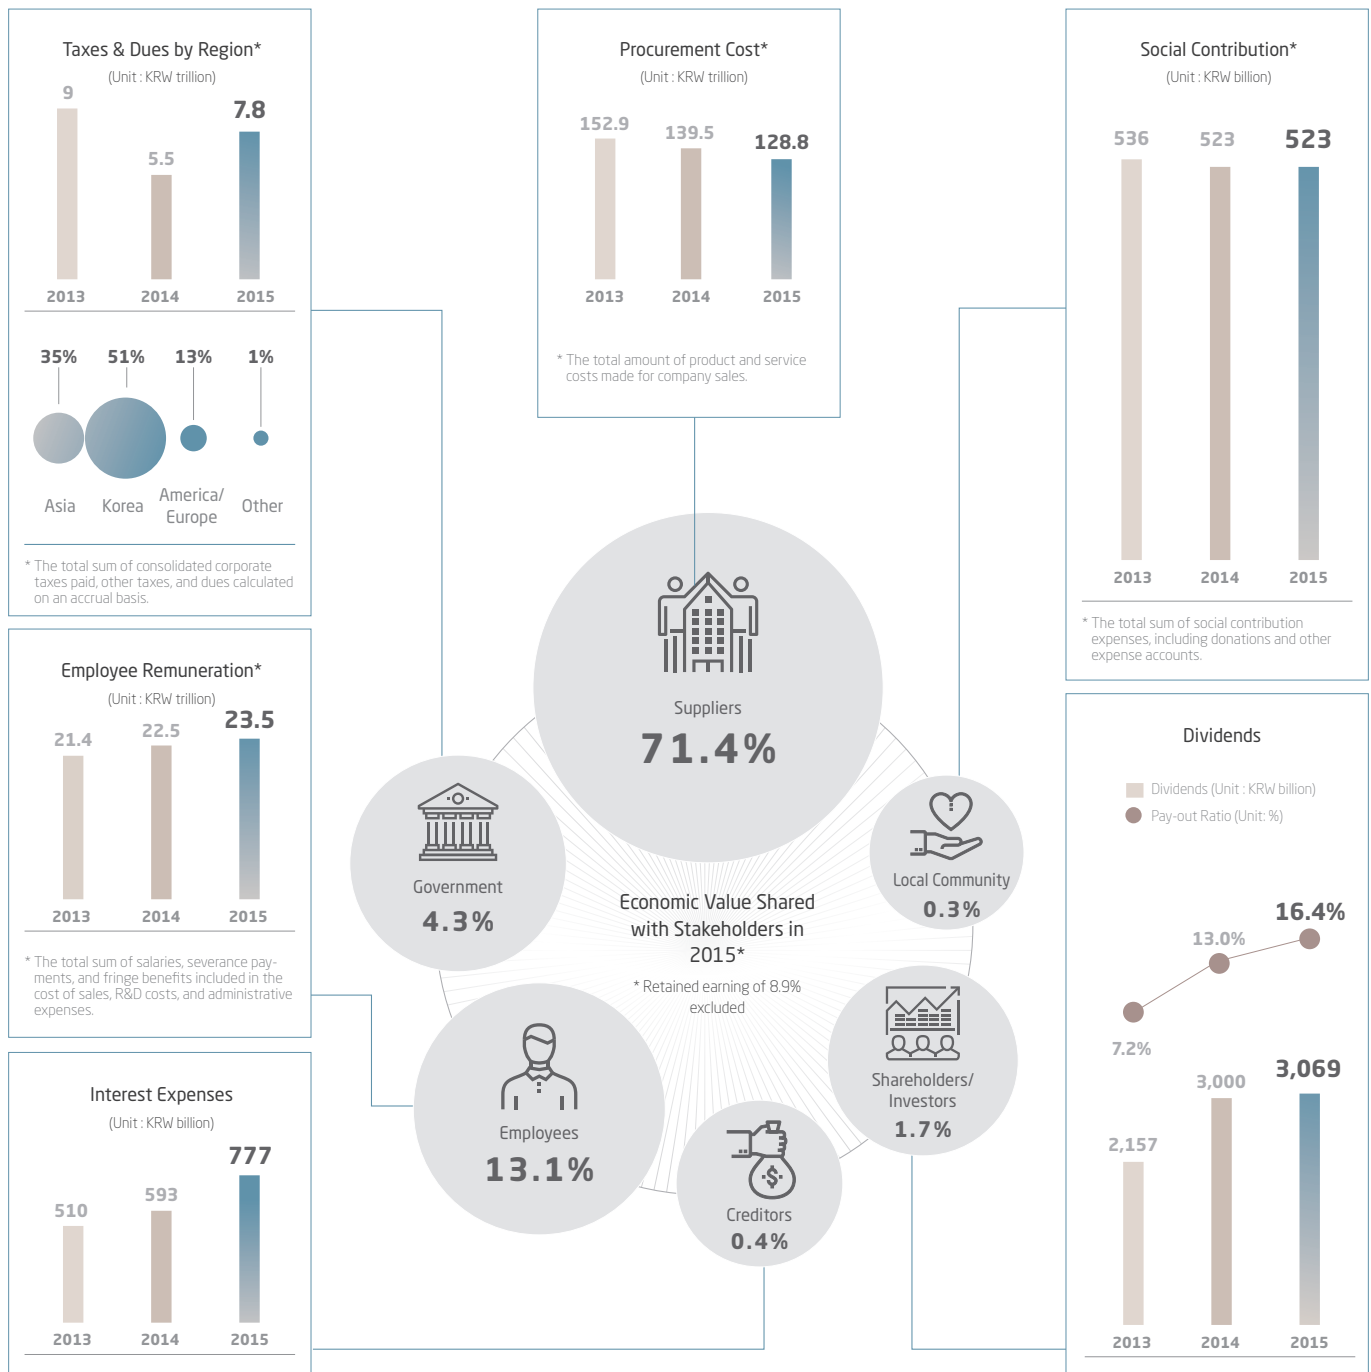 Taxes & Dues by Region*
(Unit : KRW trillion)
9
5.5
7.8
2013
2014
2015
35%
51%
13%
1%
Asia
Korea
America/
Europe
Other
* The total sum of consolidated corporate
taxes paid, other taxes, and dues calculated
on an accrual basis.
Employee Remuneration*
(Unit : KRW trillion)
21.4
22.5
23.5
2013
2014
2015
* The total sum of salaries, severance pay-
ments, and fringe benefits included in the
cost of sales, R&D costs, and administrative
expenses.
Interest Expenses
(Unit : KRW billion)
510
593
777
2013
2014
2015
Procurement Cost*
(Unit : KRW trillion)
152.9
139.5
128.8
2013
2014
2015
* The total amount of product and service
costs made for company sales.
Suppliers
71.4%
Government
4.3%
Local Community
0.3%
Economic Value Shared
with Stakeholders in
2015*
* Retained earning of 8.9%
excluded
Employees
13.1%
Shareholders/
Investors
1.7%
$
Creditors
0.4%
Social Contribution*
(Unit : KRW billion)
536
523
523
2013
2014
2015
* The total sum of social contribution
expenses, including donations and other
expense accounts.
Dividends
Dividends (Unit : KRW billion)
Pay-out Ratio (Unit: %)
7.2%
13.0%
16.4%
2,157
3,000
3,069
2013
2014
2015